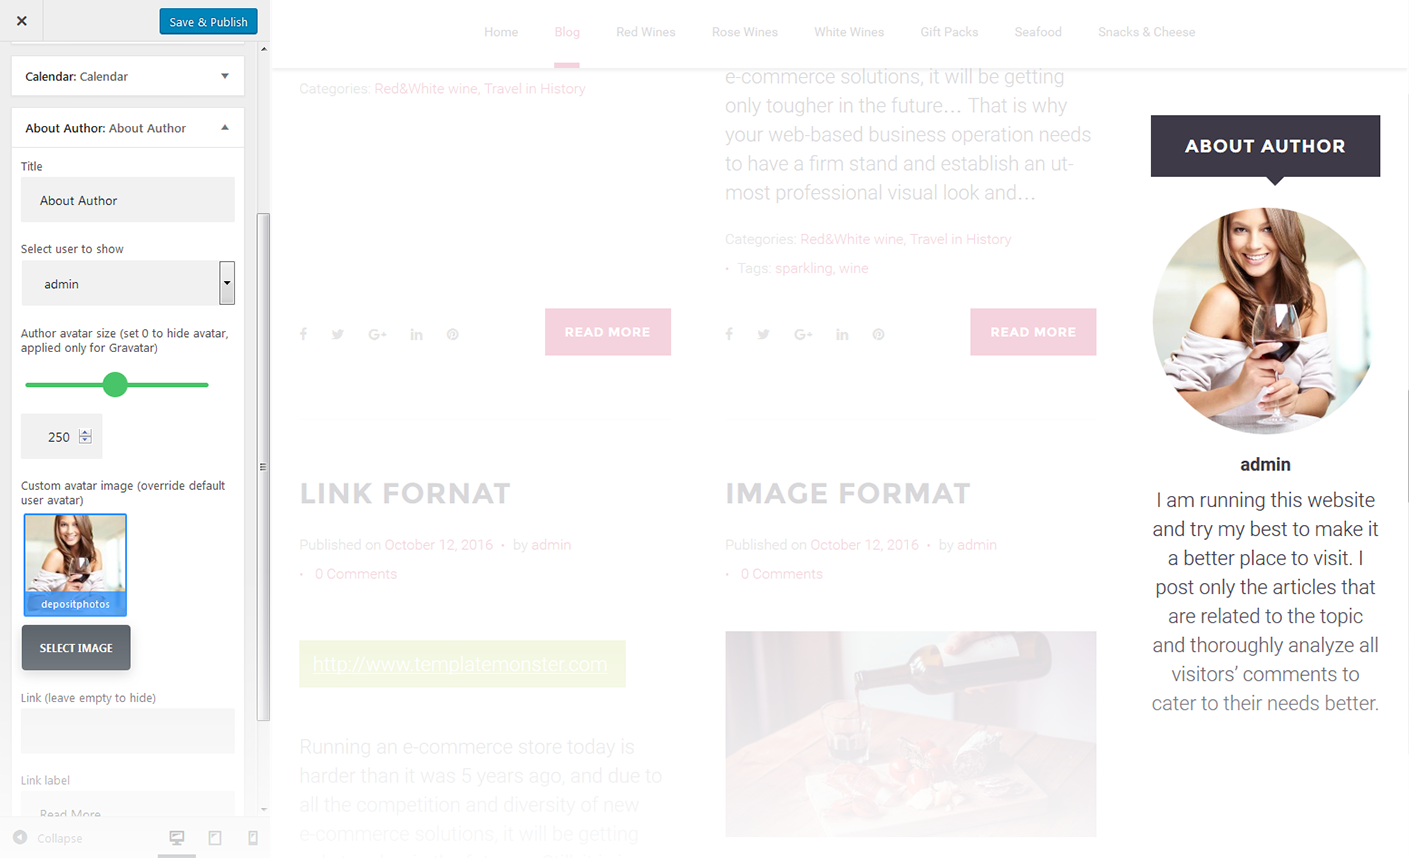 Save & Publish
Calendar: Calendar
About Author: About Author
Title
About Author
Select user to show
admin
Author avatar size (set 0 to hide avatar,
applied only for Gravatar)
250
Custom avatar image (override default
user avatar)
depositphotos
SELECT IMAGE
Link (leave empty to hide)
Link label
Read More
Collapse
Home
Blog
Red Wines
Rose Wines
White Wines
Gift Packs
Seafood
Snacks & Cheese
Categories: Red&White wine, Travel in History
READ MORE
LINK FORNAT
Published on October 12, 2016 • by admin
• 0 Comments
http://www.templatemonster.com
Running an e-commerce store today is
harder than it was 5 years ago, and due to
all the competition and diversity of new
e-commerce solutions, it will be getting
e-commerce solutions, it will be getting
only tougher in the future… That is why
your web-based business operation needs
to have a firm stand and establish an ut-
most professional visual look and…
Categories: Red&White wine, Travel in History
• Tags: sparkling, wine
READ MORE
IMAGE FORMAT
Published on October 12, 2016 • by admin
• 0 Comments
ABOUT AUTHOR
admin
I am running this website
and try my best to make it
a better place to visit. I
post only the articles that
are related to the topic
and thoroughly analyze all
visitors’ comments to
cater to their needs better.